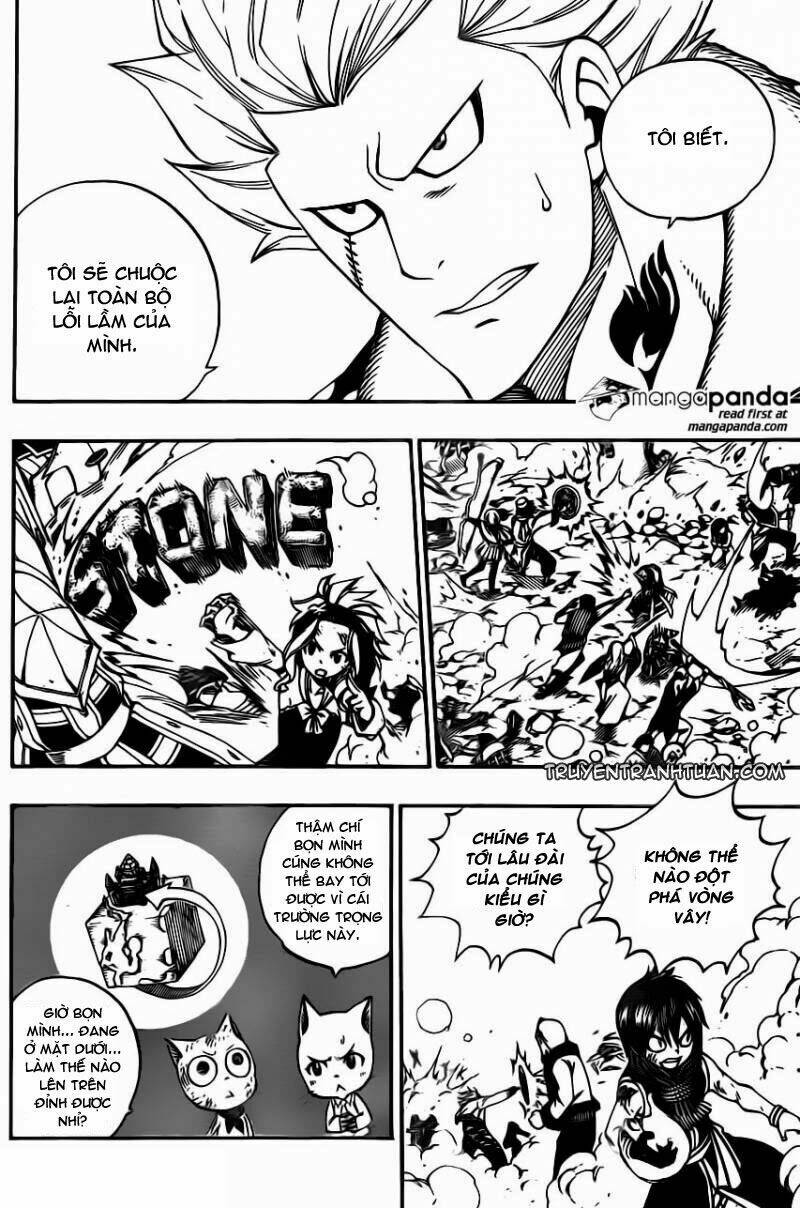 TÔI BIẾT.
TÔI SẼ CHUỘC
LẠI TOÀN BỘ
LỖI LẦM CỦA
MÌNH.
mangapanda
read first at
mangapanda.com
STONE
TRUYENTRANHTUAN.COM
KHÔNG THỂ
NÀO ĐỘT
PHÁ VÒNG
VÂY!
CHÚNG TA
TỚI LÂU ĐÀI
CỦA CHÚNG
KIỂU GÌ
GIỜ?
THẬM CHÍ
BỌN MÌNH
CŨNG KHÔNG
THỂ BAY TỚI
ĐƯỢC VÌ CÁI
TRƯỜNG TRỌNG
LỰC NÀY.
GIỜ BỌN
MÌNH... ĐANG
Ở MẶT DƯỚI...
LÀM THẾ NÀO
LÊN TRÊN
ĐỈNH ĐƯỢC
NHỈ?